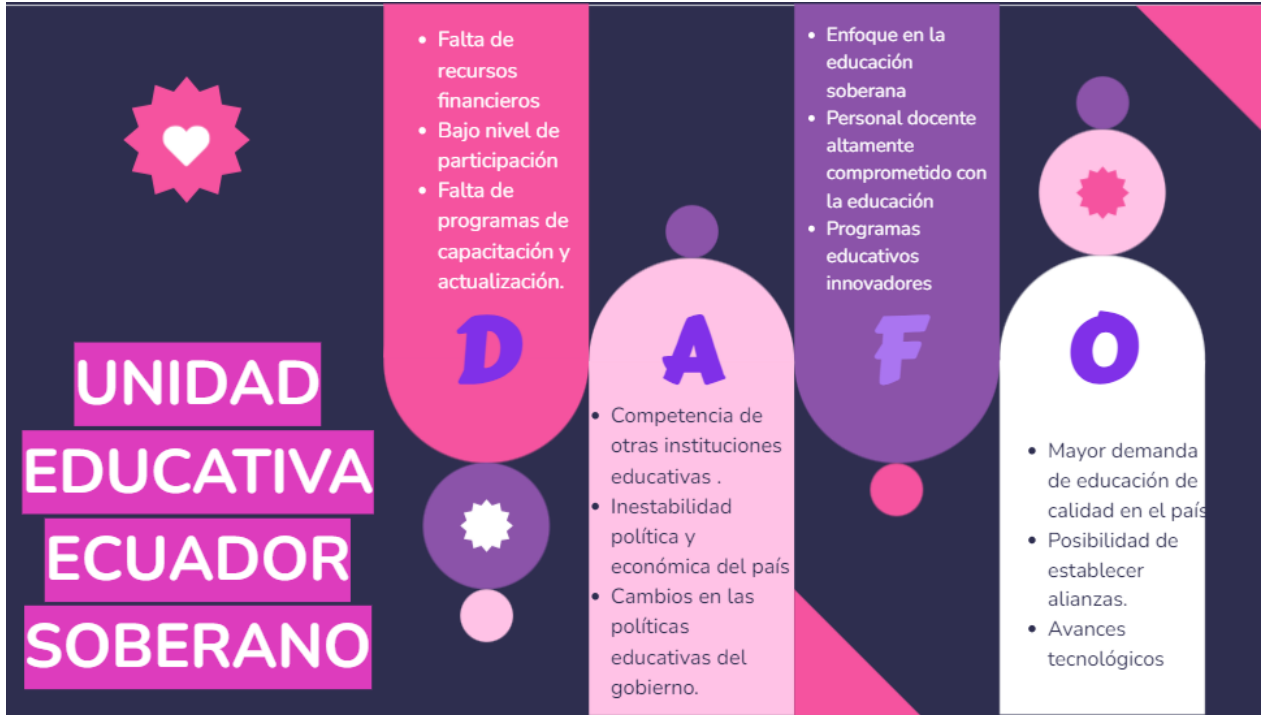 UNIDAD
EDUCATIVA
ECUADOR
SOBERANO
• Falta de
recursos
financieros
• Bajo nivel de
participación
• Falta de
programas de
capacitación y
actualización.
D
A
• Competencia de
otras instituciones
educativas .
• Inestabilidad
política y
económica del país
• Cambios en las
políticas
educativas del
gobierno.
• Enfoque en la
educación
soberana
• Personal docente
altamente
comprometido con
la educación
• Programas
educativos
innovadores
F
O
• Mayor demanda
de educación de
calidad en el país
• Posibilidad de
establecer
alianzas.
• Avances
tecnológicos